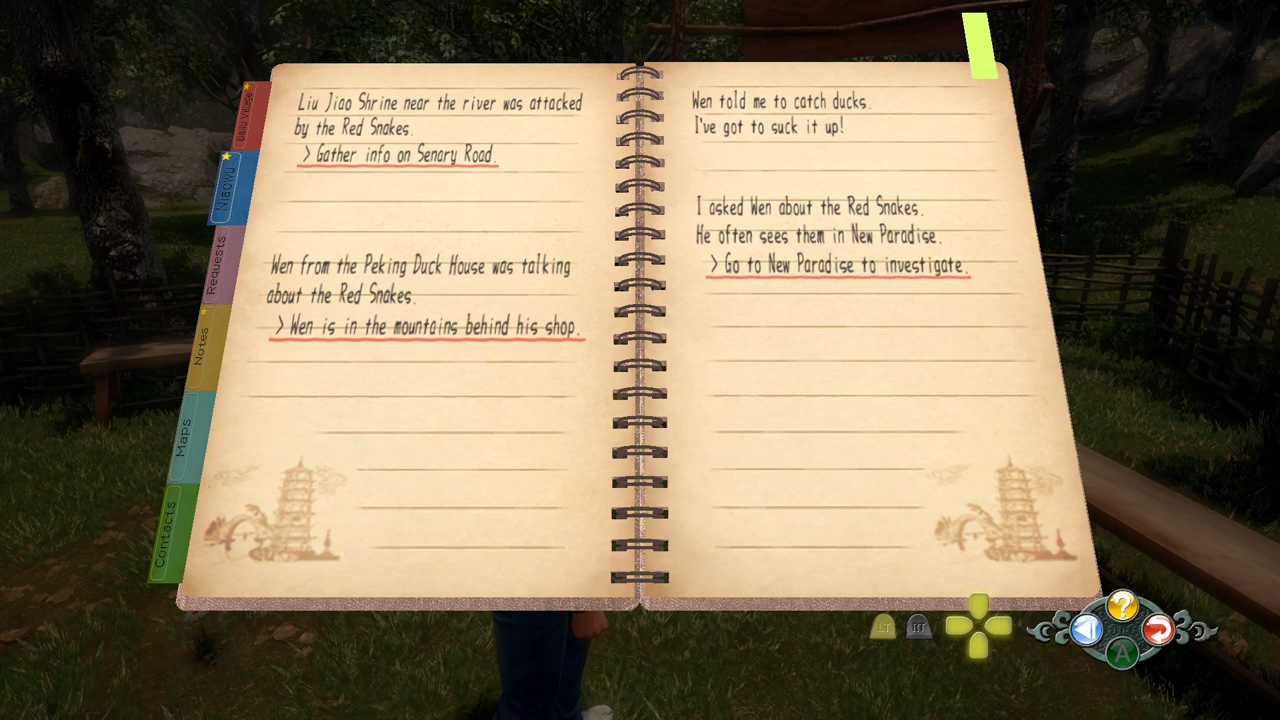 Liu Jiao Shrine near the river was attacked
by the Red Snakes.
> Gather info on Senary Road.
Wen from the Peking Duck House was talking
about the Red Snakes.
> Wen is in the mountains behind his shop.
Wen told me to catch ducks.
I've got to suck it up!
I asked Wen about the Red Snakes.
He often sees them in New Paradise.
> Go to New Paradise to investigate.
Bailu Village
Niaowu
Requests
Notes
Maps
Contacts
LT
RT
?
A